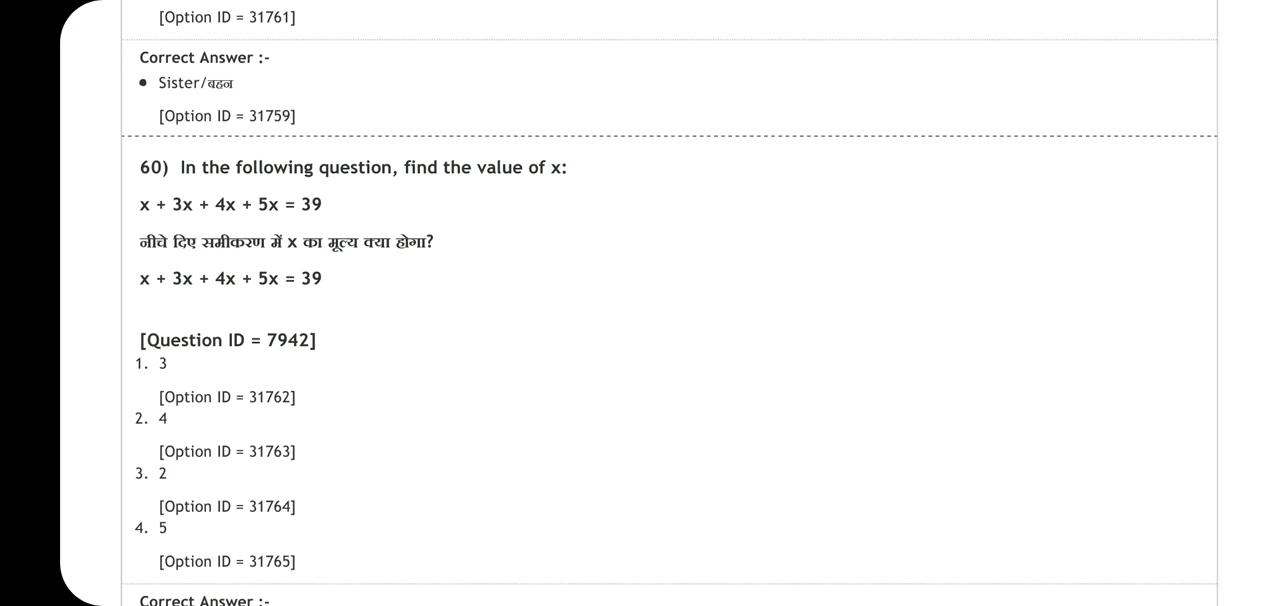 [Option ID = 31761]
Correct Answer :-
• Sister/बहन
[Option ID = 31759]
60) In the following question, find the value of x:
x + 3x + 4x + 5x = 39
नीचे दिए समीकरण में x का मूल्य क्या होगा?
x + 3x + 4x + 5x = 39
[Question ID = 7942]
1. 3
[Option ID = 31762]
2. 4
[Option ID = 31763]
3. 2
[Option ID = 31764]
4. 5
[Option ID = 31765]
Correct Answer :-